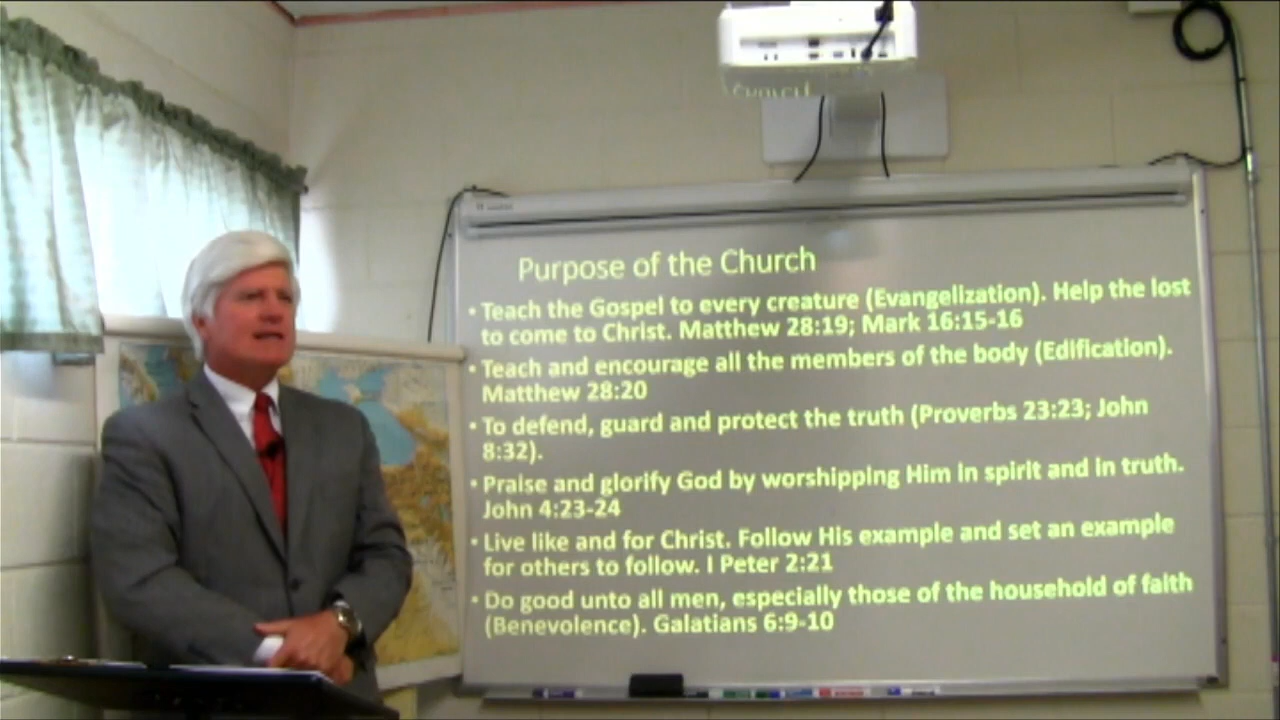 Church
Purpose of the Church
• Teach the Gospel to every creature (Evangelization). Help the lost
to come to Christ. Matthew 28:19; Mark 16:15-16
• Teach and encourage all the members of the body (Edification).
Matthew 28:20
• To defend, guard and protect the truth (Proverbs 23:23; John
8:32).
• Praise and glorify God by worshipping Him in spirit and in truth.
John 4:23-24
• Live like and for Christ. Follow His example and set an example
for others to follow. I Peter 2:21
• Do good unto all men, especially those of the household of faith
(Benevolence). Galatians 6:9-10